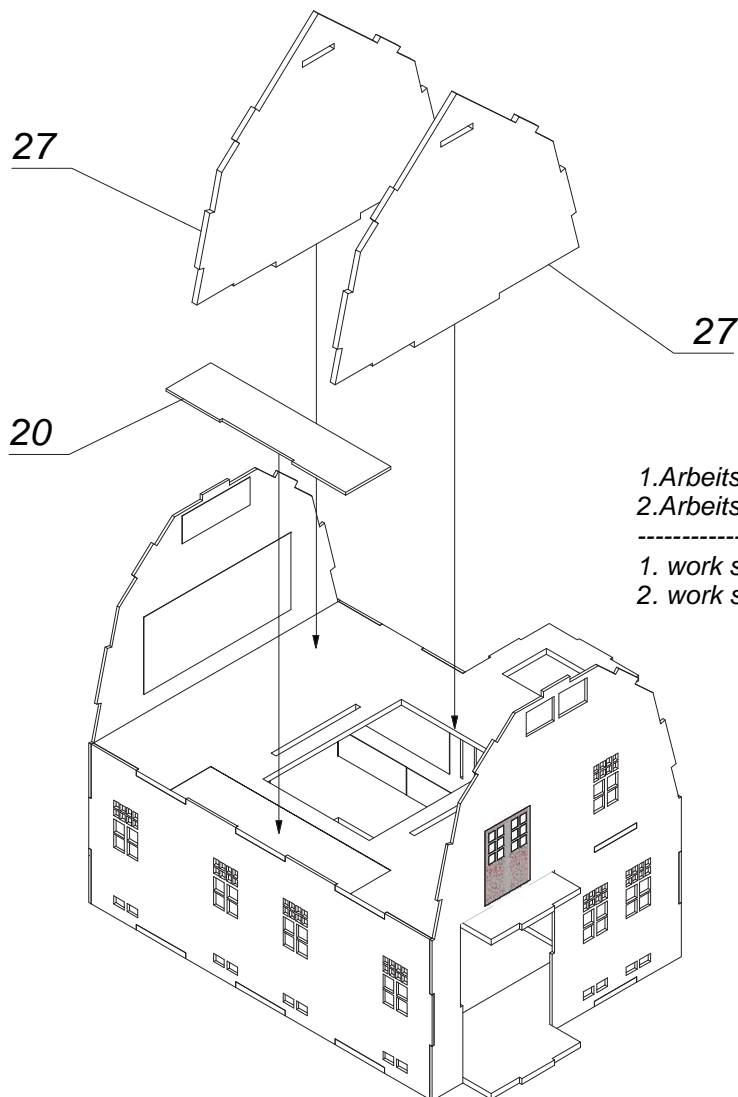 27
27
20
1.Arbeits
2.Arbeits
-------------
1. work s
2. work s